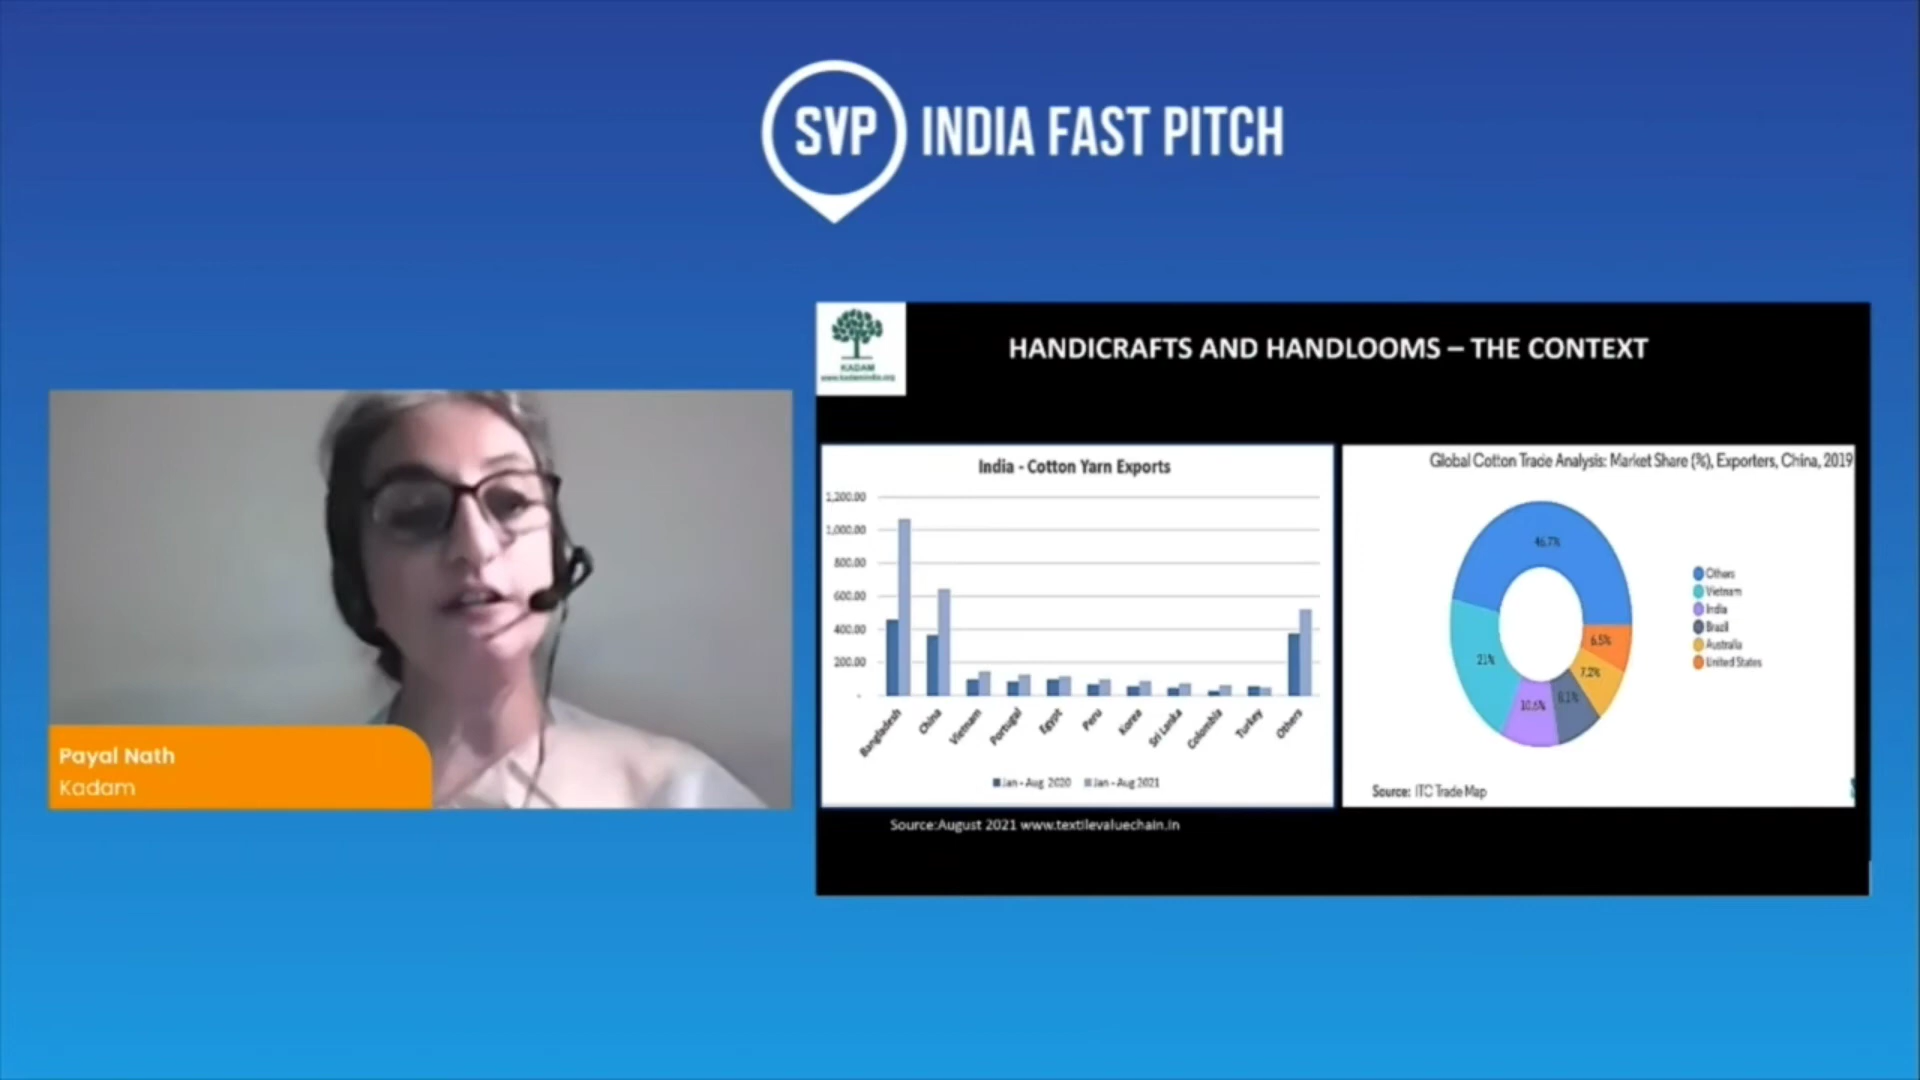 SVP INDIA FAST PITCH
KADAM
www.kadamindia.org
HANDICRAFTS AND HANDLOOMS – THE CONTEXT
India - Cotton Yarn Exports
1,200.00
1,000.00
800.00
600.00
400.00
200.00
-
Bangladesh
China
Vietnam
Portugal
Egypt
Peru
Korea
Sri Lanka
Colombia
Turkey
Others
Jan - Aug 2020 Jan - Aug 2021
Source:August 2021 www.textilevaluechain.in
Global Cotton Trade Analysis: Market Share (%), Exporters, China, 2019
46.7%
6.5%
7.2%
8.1%
10.6%
21%
Others
Vietnam
India
Brazil
Australia
United States
Source: ITC Trade Map
Payal Nath
Kadam